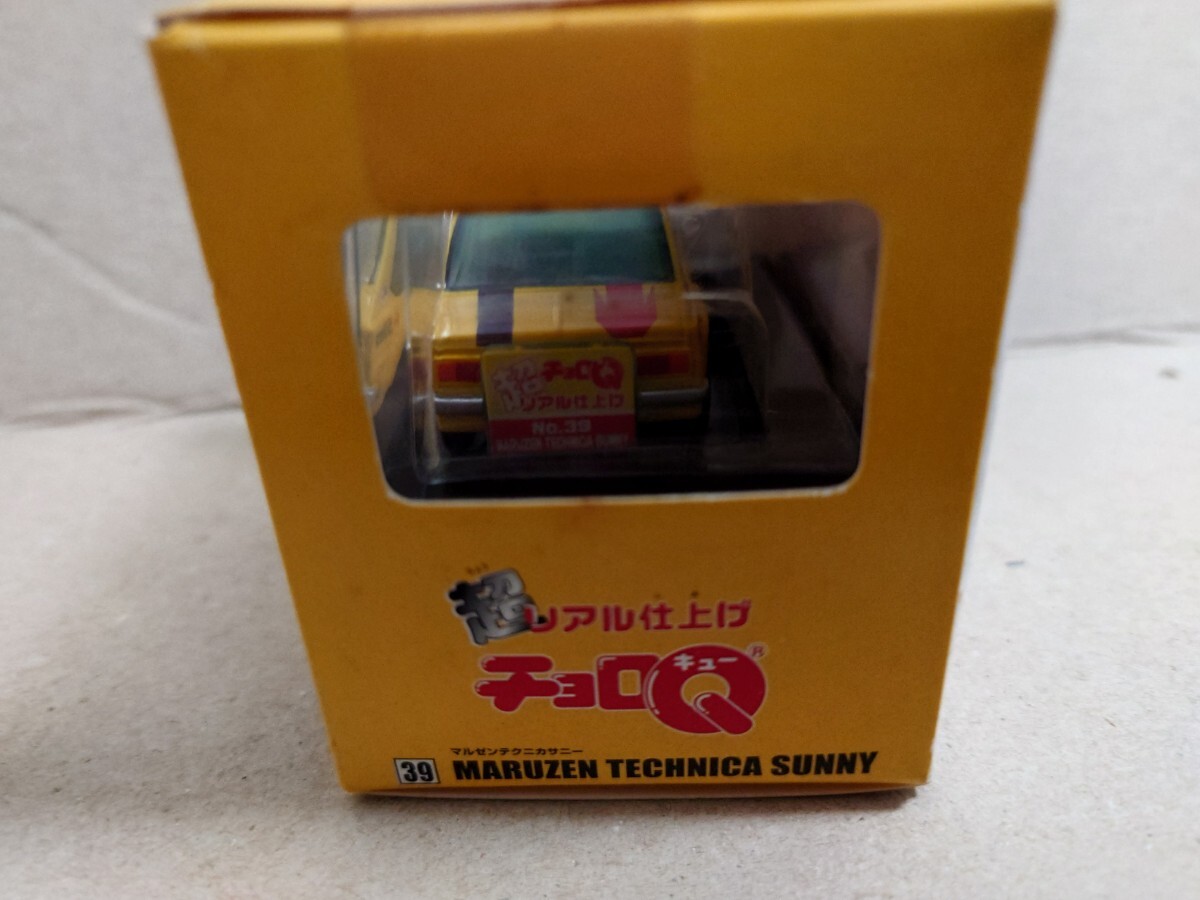 超チョロQ
リアル仕上げ
No.39
MARUZEN TECHNICA SUNNY
超リアル仕上げ
チョロQ
キュー
®
マルゼンテクニカサニー
39 MARUZEN TECHNICA SUNNY